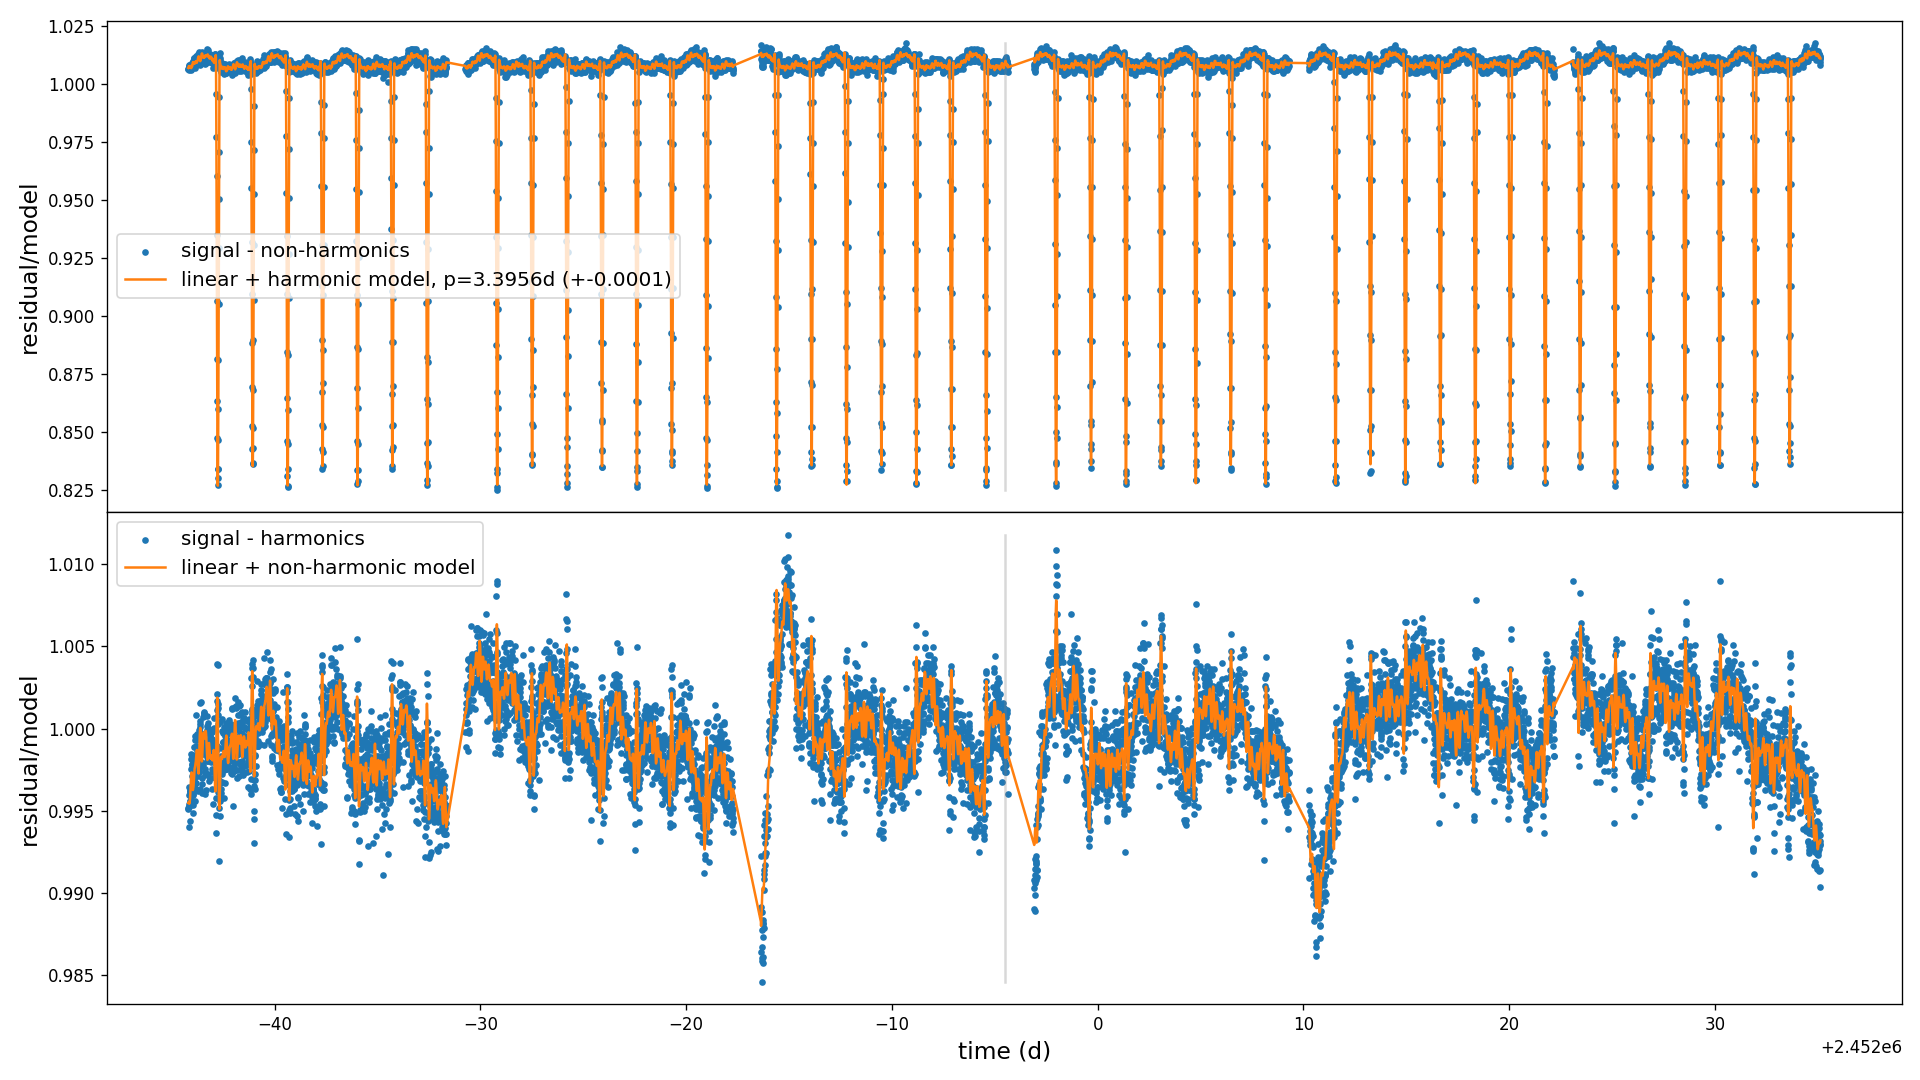 1.025
1.000
0.975
0.950
0.925
0.900
0.875
0.850
0.825
residual/model
signal - non-harmonics
linear + harmonic model, p=3.3956d (+-0.0001)
1.010
1.005
1.000
0.995
0.990
0.985
residual/model
signal - harmonics
linear + non-harmonic model
−40 −30 −20 −10 0 10 20 30
time (d)
+2.452e6